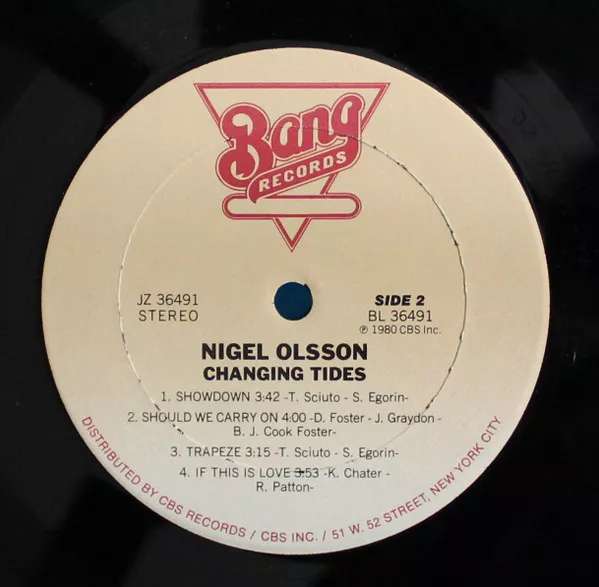 Bang
RECORDS
JZ 36491
STEREO
SIDE 2
BL 36491
℗ 1980 CBS Inc.
NIGEL OLSSON
CHANGING TIDES
1. SHOWDOWN 3:42 -T. Sciuto - S. Egorin-
2. SHOULD WE CARRY ON 4:00 -D. Foster - J. Graydon -
B. J. Cook Foster-
3. TRAPEZE 3:15 -T. Sciuto - S. Egorin-
4. IF THIS IS LOVE 3:53 -K. Chater -
R. Patton-
DISTRIBUTED BY CBS RECORDS / CBS INC. / 51 W. 52 STREET, NEW YORK CITY